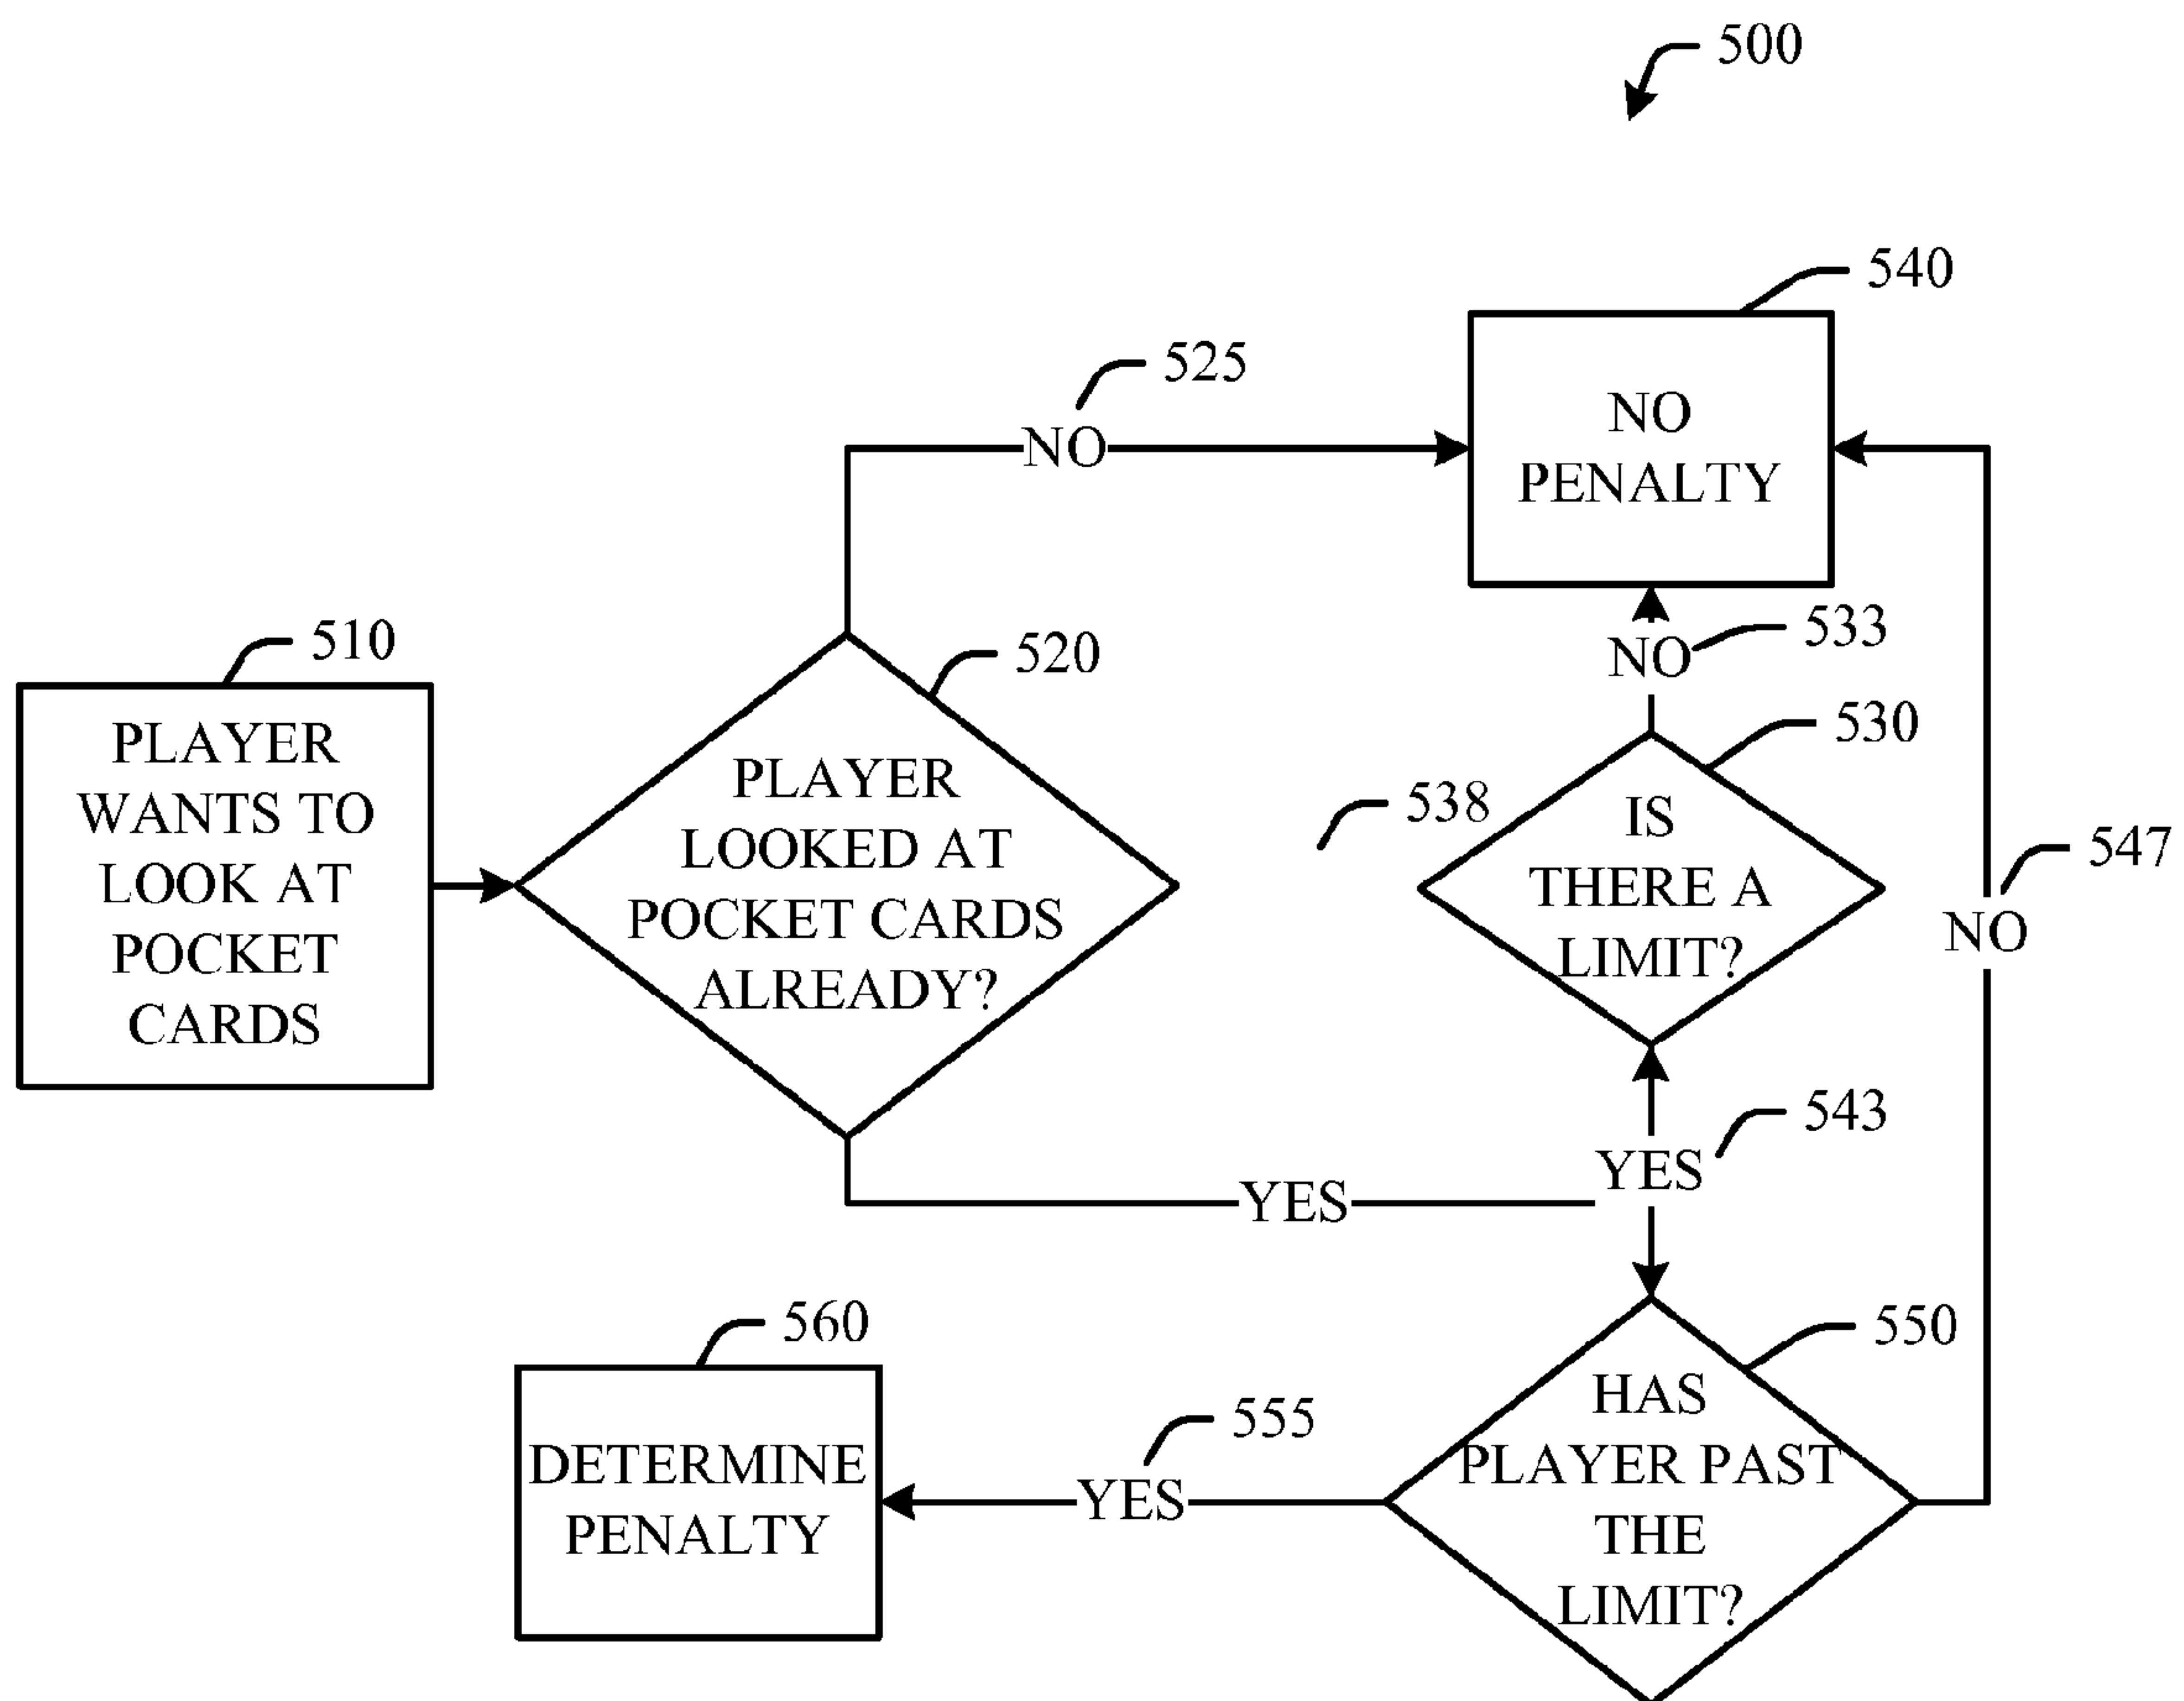 500
540
NO
PENALTY
525
NO
533
NO
510
PLAYER
WANTS TO
LOOK AT
POCKET
CARDS
520
PLAYER
LOOKED AT
POCKET CARDS
ALREADY?
530
IS
THERE A
LIMIT?
538
547
NO
543
YES
YES
560
DETERMINE
PENALTY
555
YES
550
HAS
PLAYER PAST
THE
LIMIT?